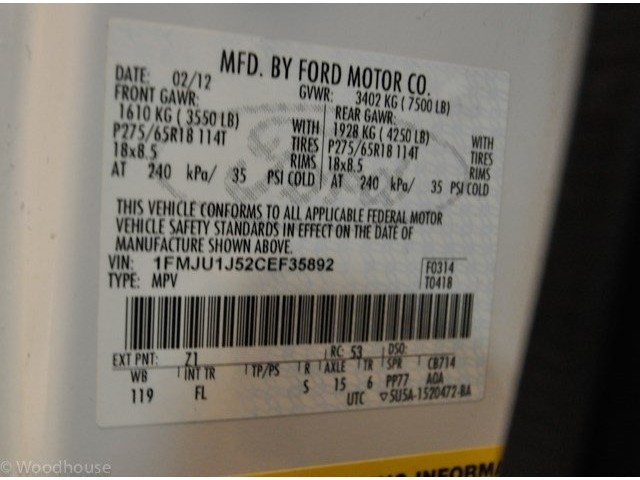 MFD. BY FORD MOTOR CO.
DATE: 02/12 GVWR: 3402 KG ( 7500 LB)
FRONT GAWR: REAR GAWR:
1610 KG ( 3550 LB) WITH 1928 KG ( 4250 LB) WITH
P275/65R18 114T TIRES P275/65R18 114T TIRES
18x8.5 RIMS 18x8.5 RIMS
AT 240 kPa/ 35 PSI COLD AT 240 kPa/ 35 PSI COLD
THIS VEHICLE CONFORMS TO ALL APPLICABLE FEDERAL MOTOR
VEHICLE SAFETY STANDARDS IN EFFECT ON THE DATE OF
MANUFACTURE SHOWN ABOVE.
VIN: 1FMJU1J52CEF35892 F0314
TYPE: MPV T0418
EXT PNT: Z1 RC: 53 DSO:
WB INT TR TP/PS R AXLE TR SPR CB714
119 FL S 15 6 PP77 AOA
UTC ▽5U5A-1520472-BA
NG INFORMA
© Woodhouse